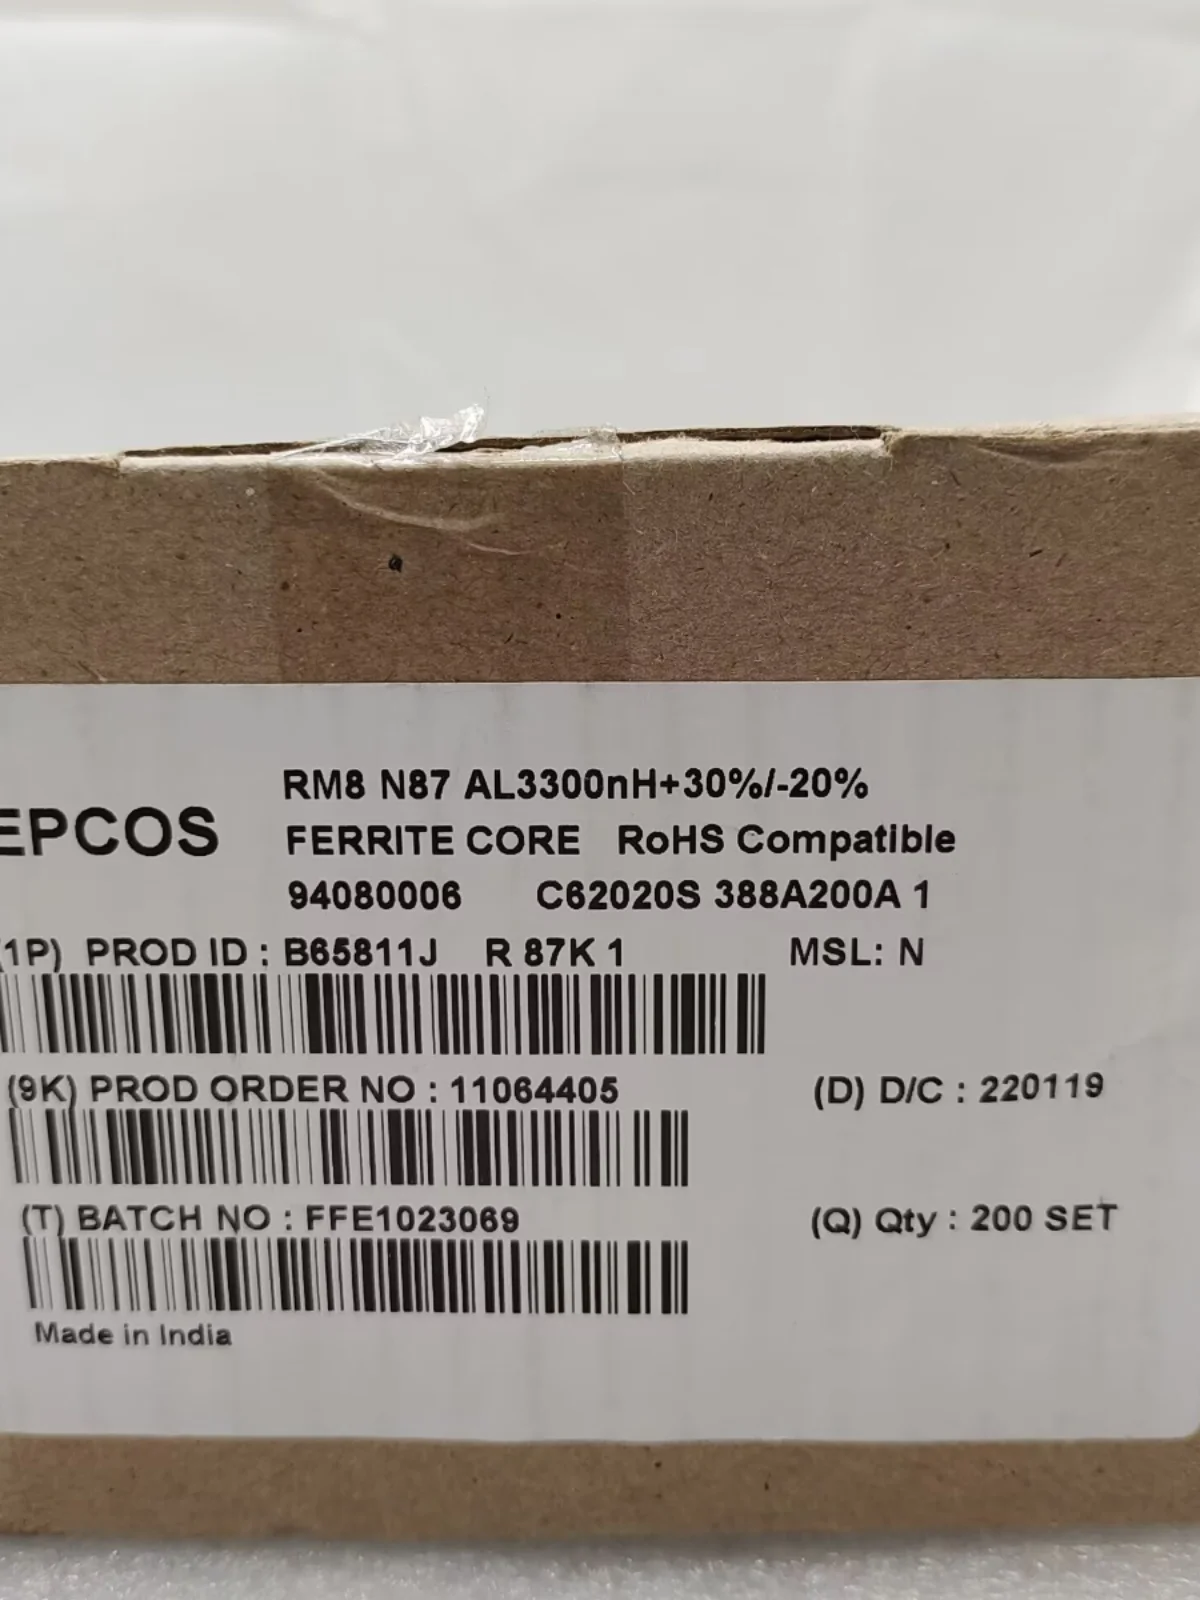 RM8 N87 AL3300nH+30%/-20%
EPCOS
FERRITE CORE RoHS Compatible
94080006 C62020S 388A200A 1
(1P) PROD ID : B65811J R 87K 1 MSL: N
(9K) PROD ORDER NO : 11064405 (D) D/C : 220119
(T) BATCH NO : FFE1023069 (Q) Qty : 200 SET
Made in India